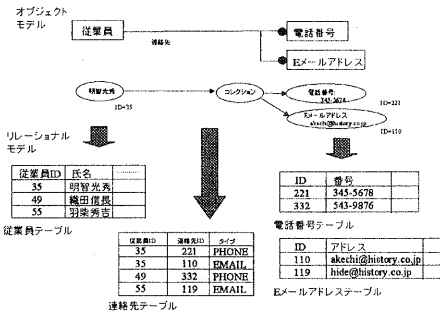 オブジェクト
モデル
従業員
連絡先
電話番号
Eメールアドレス
明智光秀
ID=35
コレクション
電話番号:
345-5678
ID=221
Eメールアドレス
akechi@history.co.jp
ID=110
リレーショナル
モデル
従業員ID 氏名
35 明智光秀
49 織田信長
55 羽柴秀吉
従業員テーブル
従業員ID 連絡先ID タイプ
35 221 PHONE
35 110 EMAIL
49 332 PHONE
55 119 EMAIL
連絡先テーブル
ID 番号
221 345-5678
332 543-9876
電話番号テーブル
ID アドレス
110 akechi@history.co.jp
119 hide@history.co.jp
Eメールアドレステーブル